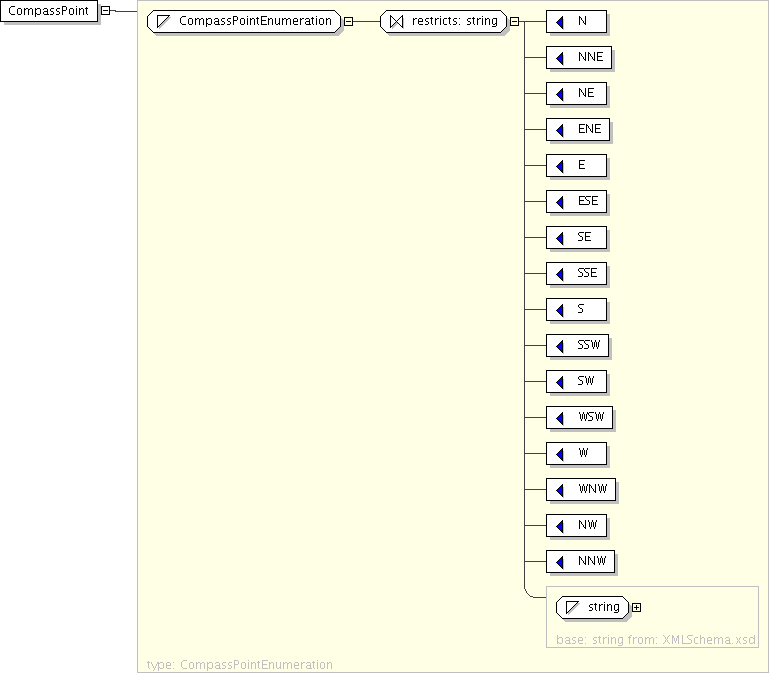 CompassPoint
CompassPointEnumeration
restricts: string
N
NNE
NE
ENE
E
ESE
SE
SSE
S
SSW
SW
WSW
W
WNW
NW
NNW
string
base: string from: XMLSchema.xsd
type: CompassPointEnumeration